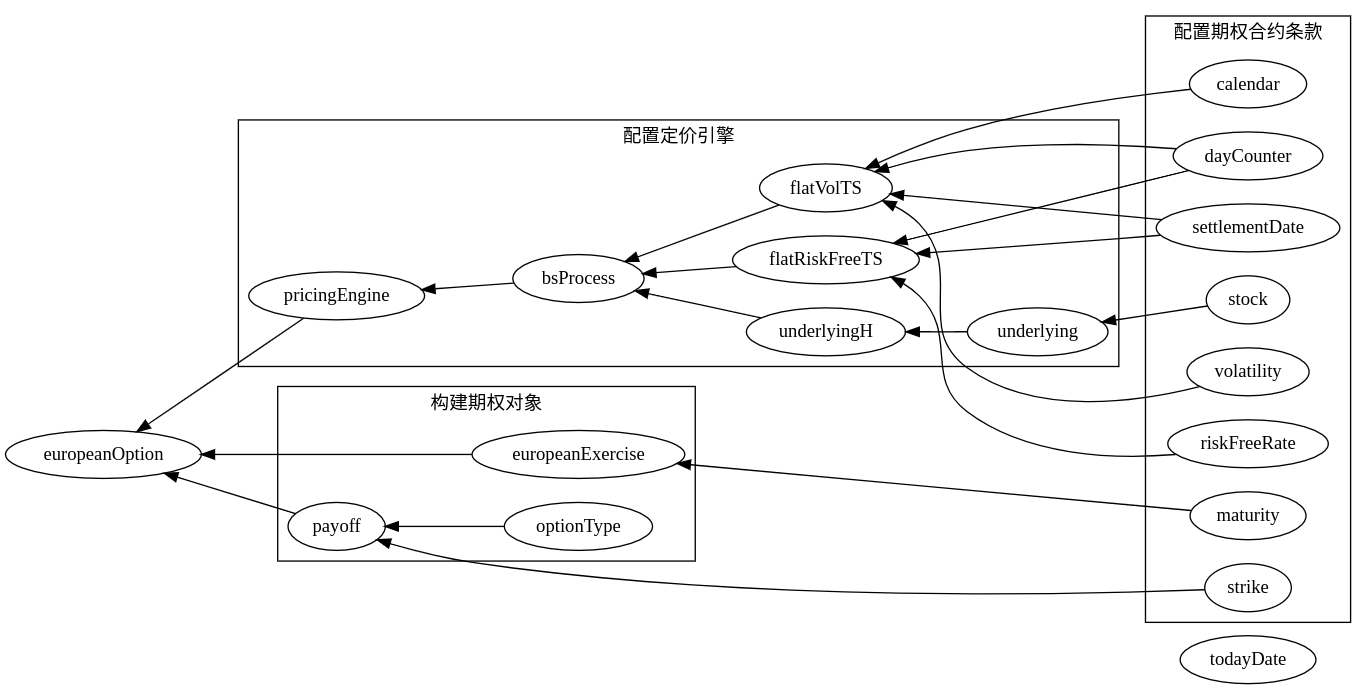 配置期权合约条款
calendar
配置定价引擎
dayCounter
flatVolTS
settlementDate
flatRiskFreeTS
bsProcess
pricingEngine
stock
underlyingH
underlying
volatility
构建期权对象
riskFreeRate
europeanOption
europeanExercise
maturity
payoff
optionType
strike
todayDate